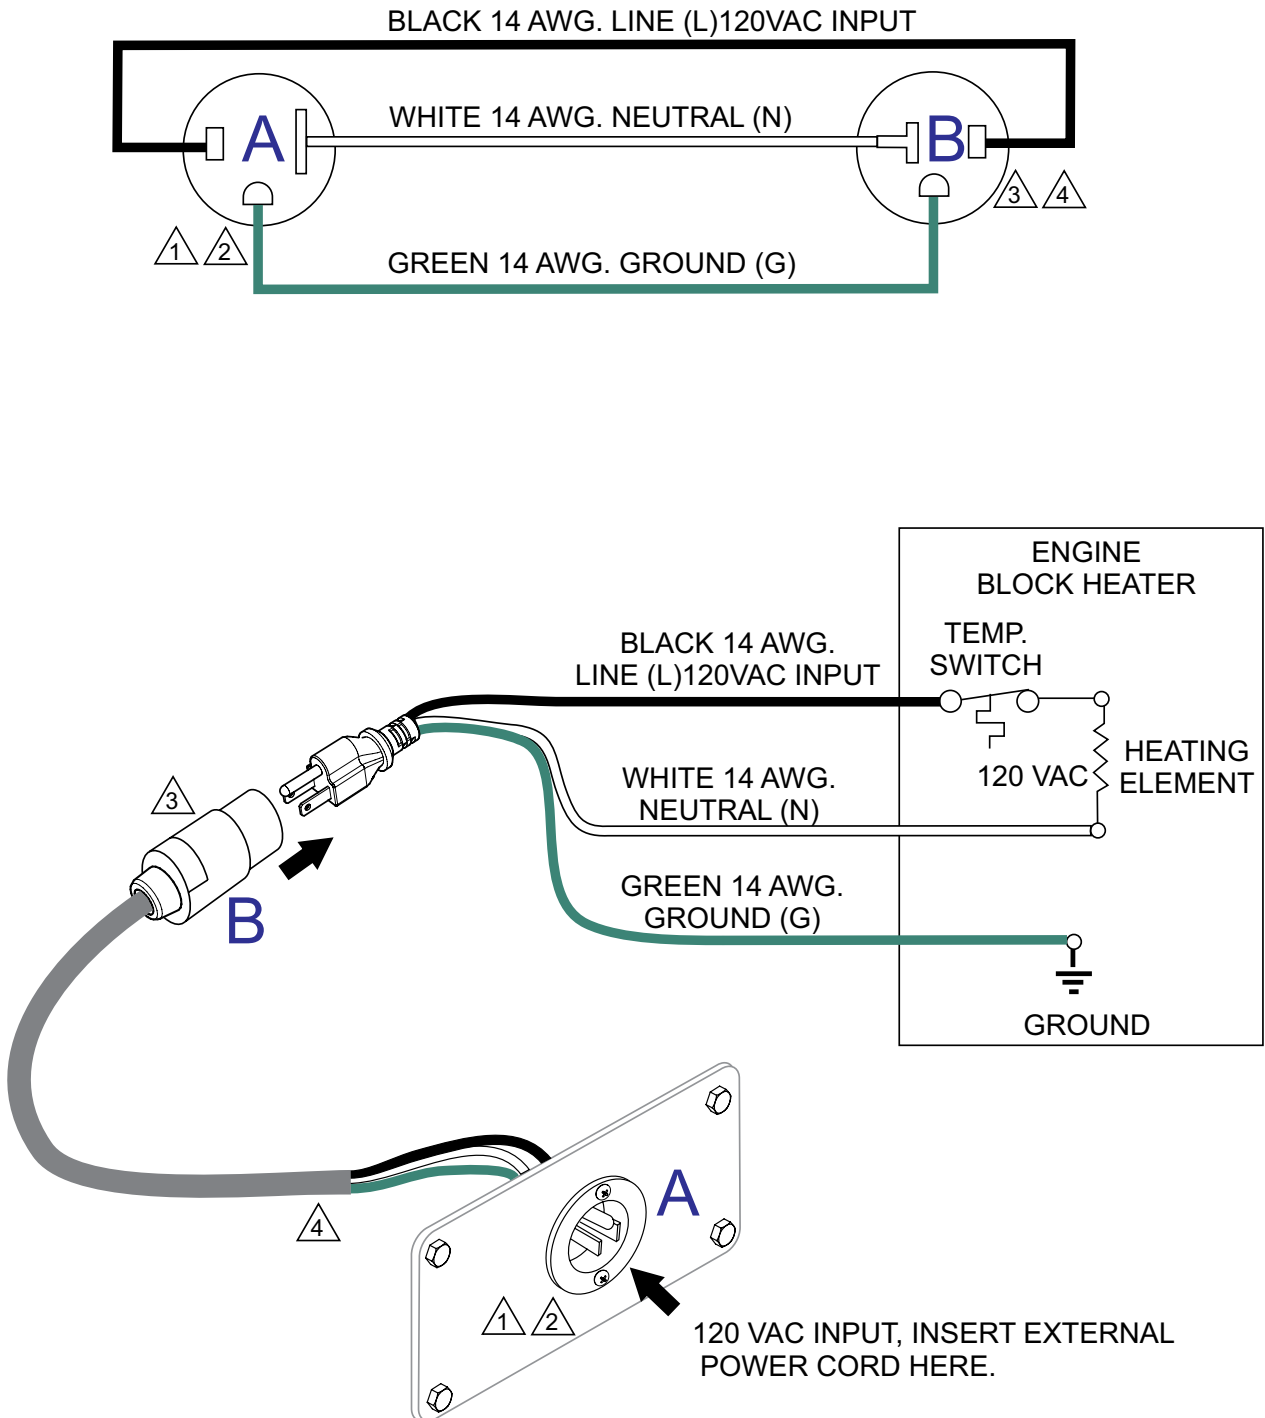 BLACK 14 AWG. LINE (L)120VAC INPUT
A
WHITE 14 AWG. NEUTRAL (N)
B
1 2
3 4
GREEN 14 AWG. GROUND (G)
ENGINE
BLOCK HEATER
TEMP.
SWITCH
BLACK 14 AWG.
LINE (L)120VAC INPUT
120 VAC
HEATING
ELEMENT
WHITE 14 AWG.
NEUTRAL (N)
3
B
GREEN 14 AWG.
GROUND (G)
GROUND
A
4
1 2
120 VAC INPUT, INSERT EXTERNAL
POWER CORD HERE.